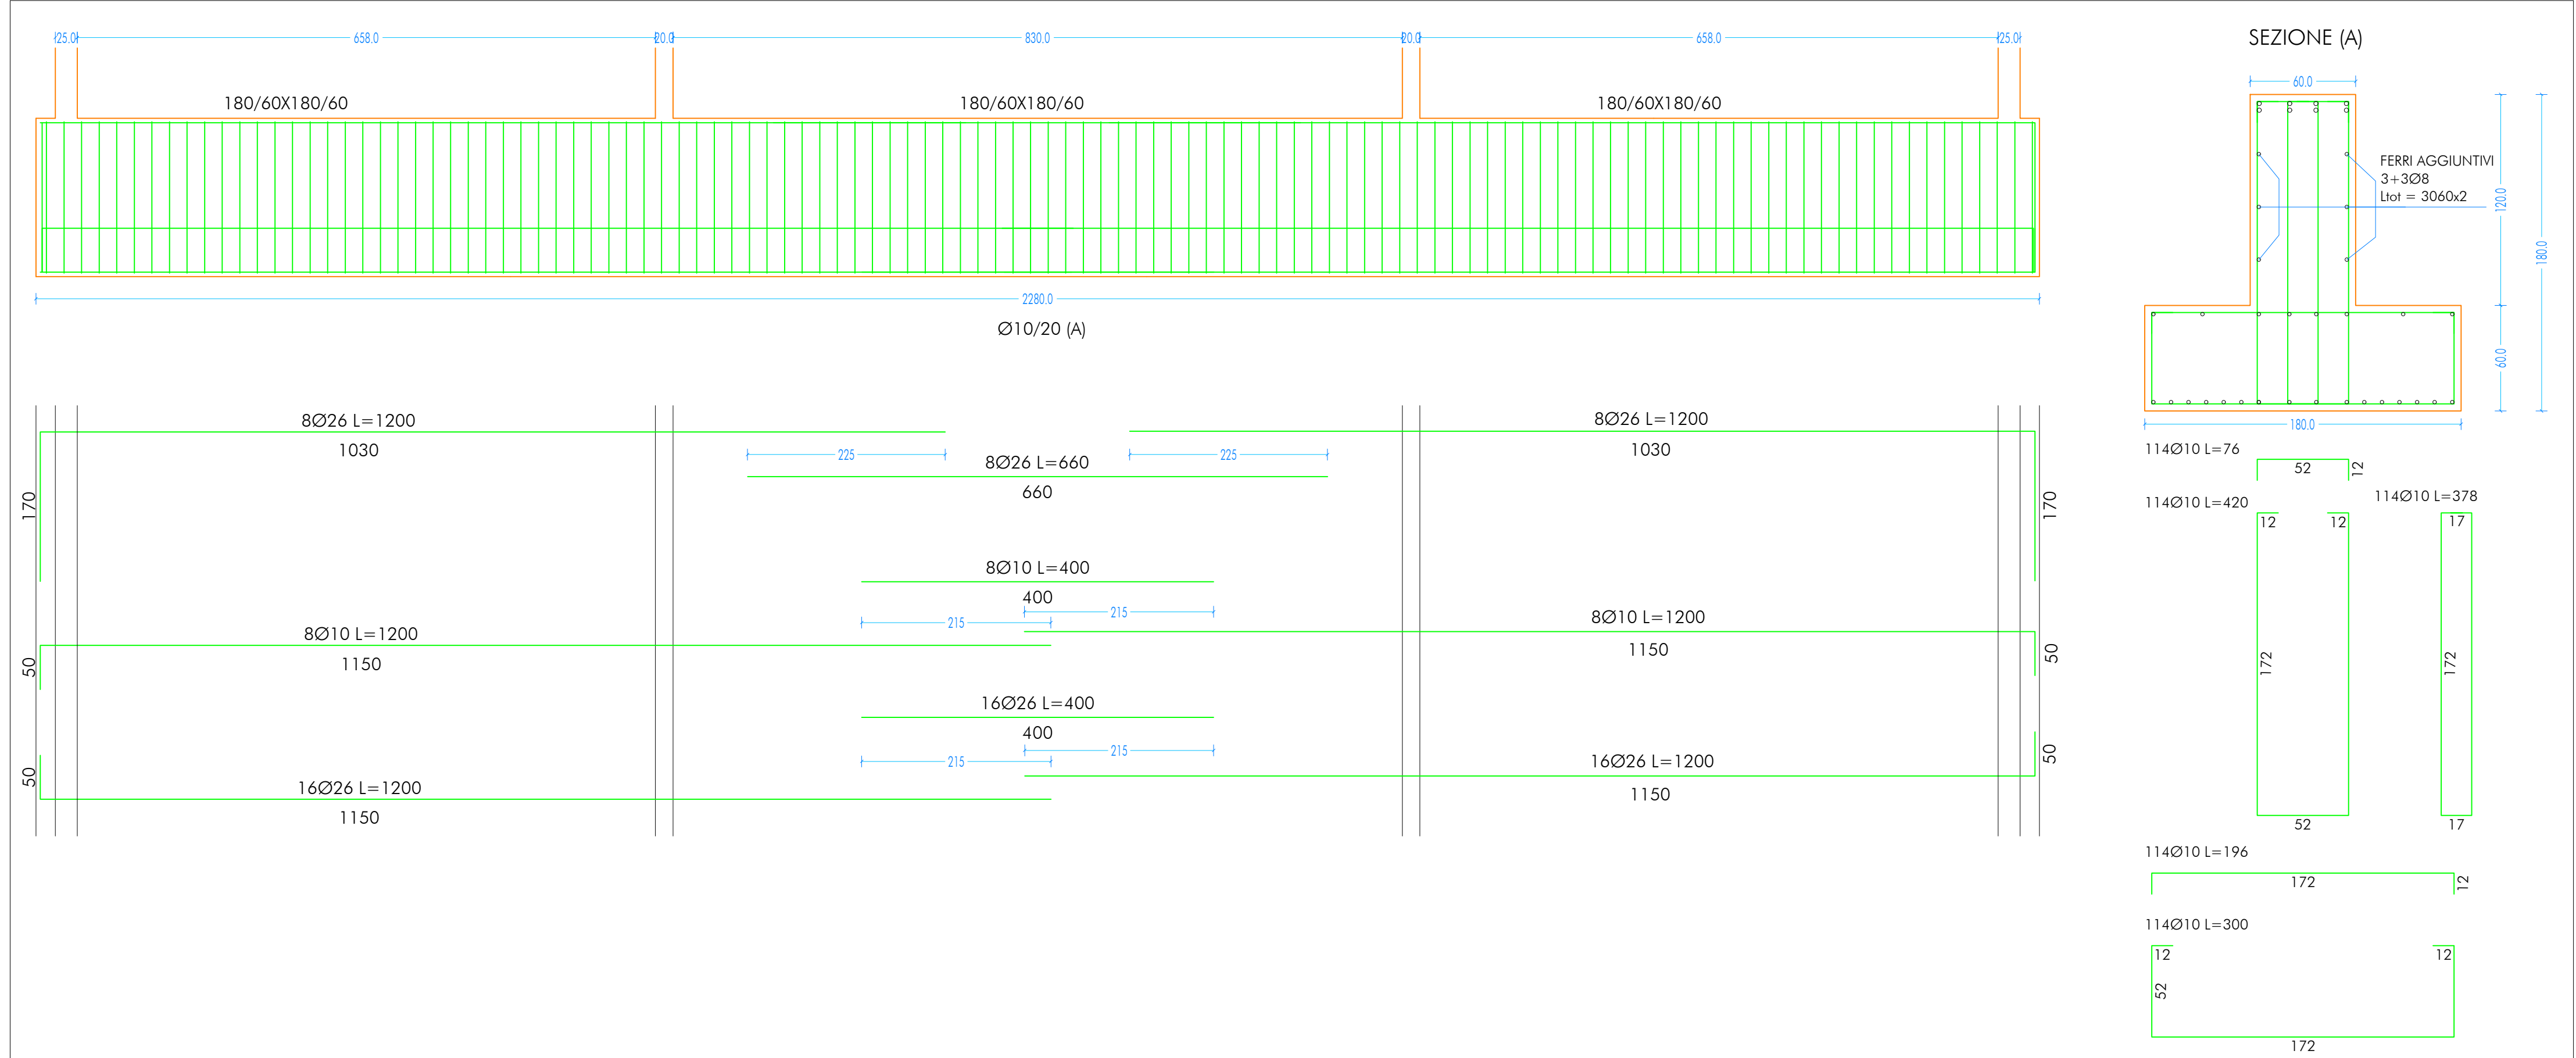 25.0 658.0 20.0 830.0 20.0 658.0 25.0
180/60X180/60 180/60X180/60 180/60X180/60
2280.0
Ø10/20 (A)
8Ø26 L=1200
1030
170
225 225
8Ø26 L=660
660
8Ø26 L=1200
1030
170
8Ø10 L=400
400
215
215
8Ø10 L=1200
1150
50
8Ø10 L=1200
1150
50
16Ø26 L=400
400
215
215
16Ø26 L=1200
1150
50
16Ø26 L=1200
1150
50
SEZIONE (A)
60.0
FERRI AGGIUNTIVI
3+3Ø8
Ltot = 3060x2
120.0
180.0
60.0
180.0
114Ø10 L=76
52
12
114Ø10 L=420
12 12
172
52
114Ø10 L=378
17
172
17
114Ø10 L=196
172
12
114Ø10 L=300
12 12
52
172